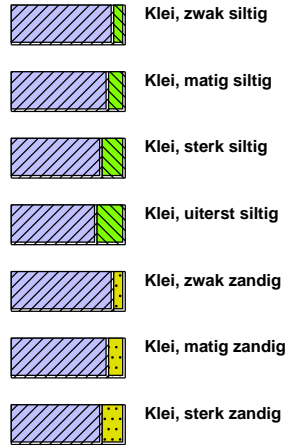 Klei, zwak siltig
Klei, matig siltig
Klei, sterk siltig
Klei, uiterst siltig
Klei, zwak zandig
Klei, matig zandig
Klei, sterk zandig